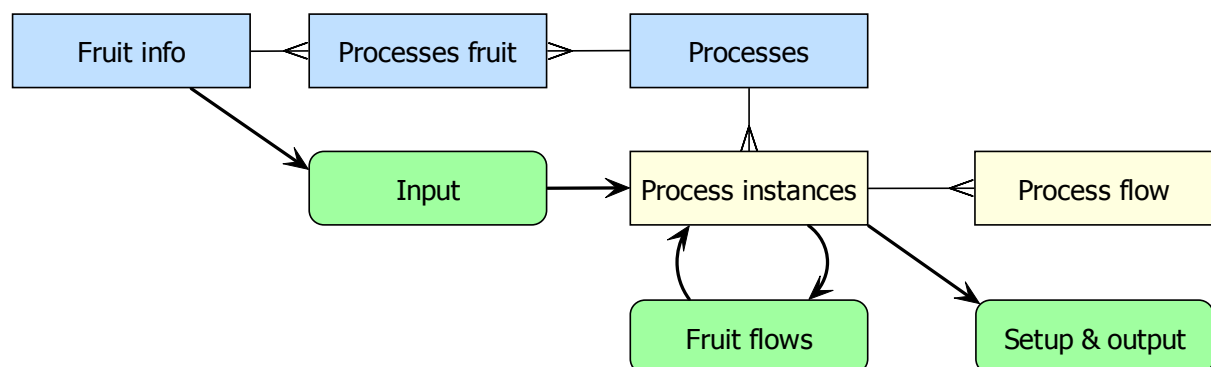 Fruit info
Processes fruit
Processes
Input
Process instances
Process flow
Fruit flows
Setup & output